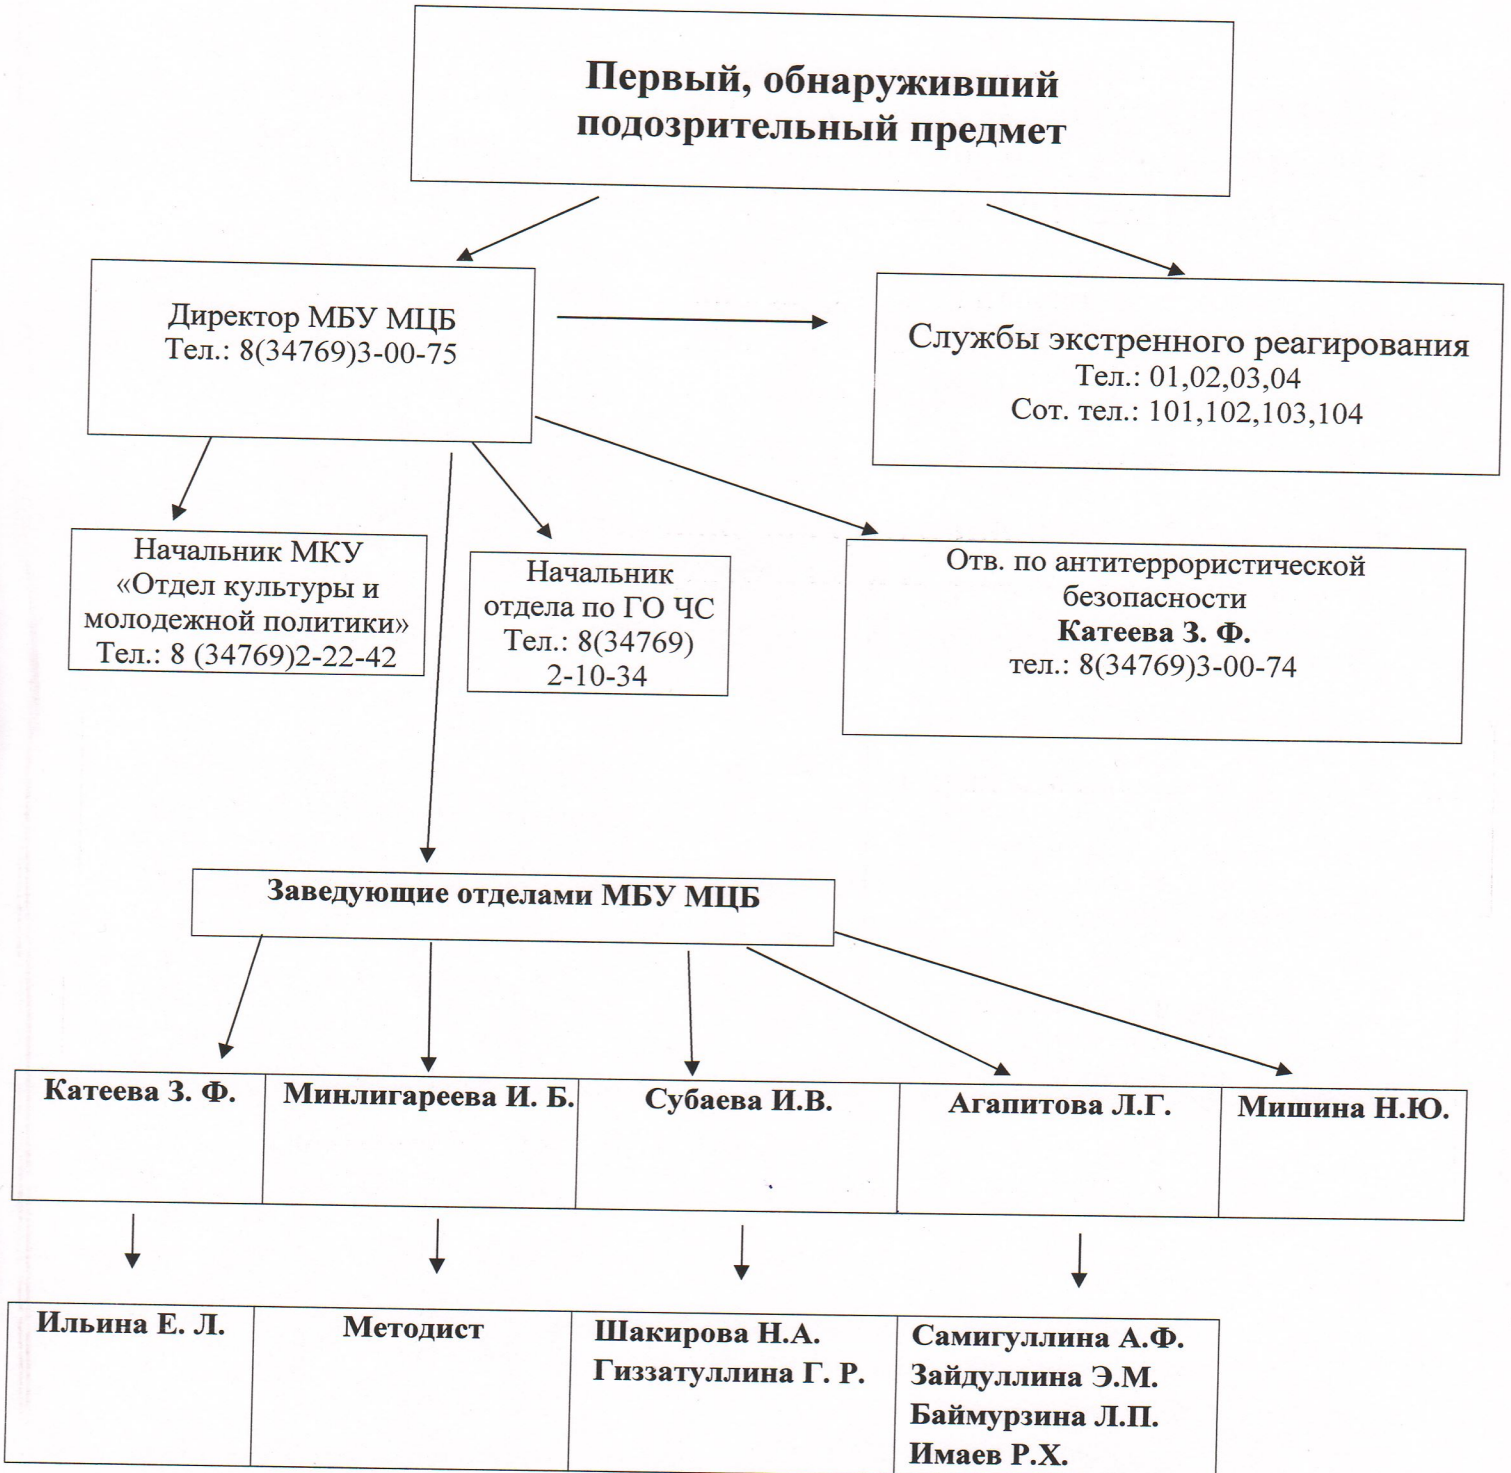 Первый, обнаруживший
подозрительный предмет
Директор МБУ МЦБ
Тел.: 8(34769)3-00-75
Службы экстренного реагирования
Тел.: 01,02,03,04
Сот. тел.: 101,102,103,104
Начальник МКУ
«Отдел культуры и
молодежной политики»
Тел.: 8 (34769)2-22-42
Начальник
отдела по ГО ЧС
Тел.: 8(34769)
2-10-34
Отв. по антитеррористической
безопасности
Катеева З. Ф.
тел.: 8(34769)3-00-74
Заведующие отделами МБУ МЦБ
Катеева З. Ф.
Минлигареева И. Б.
Субаева И.В.
Агапитова Л.Г.
Мишина Н.Ю.
Ильина Е. Л.
Методист
Шакирова Н.А.
Гиззатуллина Г. Р.
Самигуллина А.Ф.
Зайдуллина Э.М.
Баймурзина Л.П.
Имаев Р.Х.